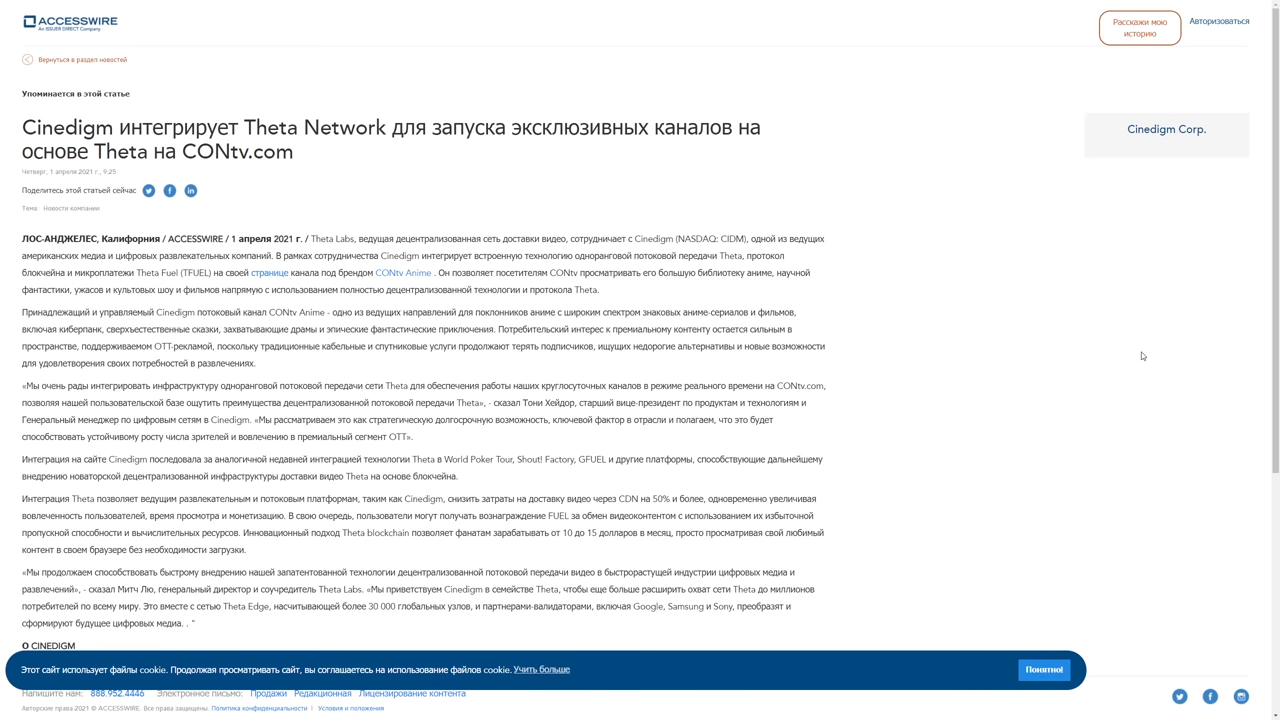 ACCESSWIRE
An ISSUER DIRECT Company
Расскажи мою
историю
Авторизоваться
Вернуться в раздел новостей
Упоминается в этой статье
Cinedigm интегрирует Theta Network для запуска эксклюзивных каналов на
основе Theta на CONtv.com
Cinedigm Corp.
Четверг, 1 апреля 2021 г., 9:25
Поделитесь этой статьей сейчас
Тема: Новости компании
ЛОС-АНДЖЕЛЕС, Калифорния / ACCESSWIRE / 1 апреля 2021 г. / Theta Labs, ведущая децентрализованная сеть доставки видео, сотрудничает с Cinedigm (NASDAQ: CIDM), одной из ведущих
американских медиа и цифровых развлекательных компаний. В рамках сотрудничества Cinedigm интегрирует встроенную технологию одноранговой потоковой передачи Theta, протокол
блокчейна и микроплатежи Theta Fuel (TFUEL) на своей странице канала под брендом CONtv Anime . Он позволяет посетителям CONtv просматривать его большую библиотеку аниме, научной
фантастики, ужасов и культовых шоу и фильмов напрямую с использованием полностью децентрализованной технологии и протокола Theta.
Принадлежащий и управляемый Cinedigm потоковый канал CONtv Anime - одно из ведущих направлений для поклонников аниме с широким спектром знаковых аниме-сериалов и фильмов,
включая киберпанк, сверхъестественные сказки, захватывающие драмы и эпические фантастические приключения. Потребительский интерес к премиальному контенту остается сильным в
пространстве, поддерживаемом OTT-рекламой, поскольку традиционные кабельные и спутниковые услуги продолжают терять подписчиков, ищущих недорогие альтернативы и новые возможности
для удовлетворения своих потребностей в развлечениях.
«Мы очень рады интегрировать инфраструктуру одноранговой потоковой передачи сети Theta для обеспечения работы наших круглосуточных каналов в режиме реального времени на CONtv.com,
позволяя нашей пользовательской базе ощутить преимущества децентрализованной потоковой передачи Theta», - сказал Тони Хейдор, старший вице-президент по продуктам и технологиям и
Генеральный менеджер по цифровым сетям в Cinedigm. «Мы рассматриваем это как стратегическую долгосрочную возможность, ключевой фактор в отрасли и полагаем, что это будет
способствовать устойчивому росту числа зрителей и вовлечению в премиальный сегмент OTT».
Интеграция на сайте Cinedigm последовала за аналогичной недавней интеграцией технологии Theta в World Poker Tour, Shout! Factory, GFUEL и другие платформы, способствующие дальнейшему
внедрению новаторской децентрализованной инфраструктуры доставки видео Theta на основе блокчейна.
Интеграция Theta позволяет ведущим развлекательным и потоковым платформам, таким как Cinedigm, снизить затраты на доставку видео через CDN на 50% и более, одновременно увеличивая
вовлеченность пользователей, время просмотра и монетизацию. В свою очередь, пользователи могут получать вознаграждение FUEL за обмен видеоконтентом с использованием их избыточной
пропускной способности и вычислительных ресурсов. Инновационный подход Theta blockchain позволяет фанатам зарабатывать от 10 до 15 долларов в месяц, просто просматривая свой любимый
контент в своем браузере без необходимости загрузки.
«Мы продолжаем способствовать быстрому внедрению нашей запатентованной технологии децентрализованной потоковой передачи видео в быстрорастущей индустрии цифровых медиа и
развлечений», - сказал Митч Лю, генеральный директор и соучредитель Theta Labs. «Мы приветствуем Cinedigm в семействе Theta, чтобы еще больше расширить охват сети Theta до миллионов
потребителей по всему миру. Это вместе с сетью Theta Edge, насчитывающей более 30 000 глобальных узлов, и партнерами-валидаторами, включая Google, Samsung и Sony, преобразят и
сформируют будущее цифровых медиа. . "
О CINEDIGM
Этот сайт использует файлы cookie. Продолжая просматривать сайт, вы соглашаетесь на использование файлов cookie. Учить больше
Понятно!
Напишите нам: 888.952.4446 Электронное письмо: Продажи Редакционная Лицензирование контента
Авторские права 2021 © ACCESSWIRE. Все права защищены. Политика конфиденциальности | Условия и положения